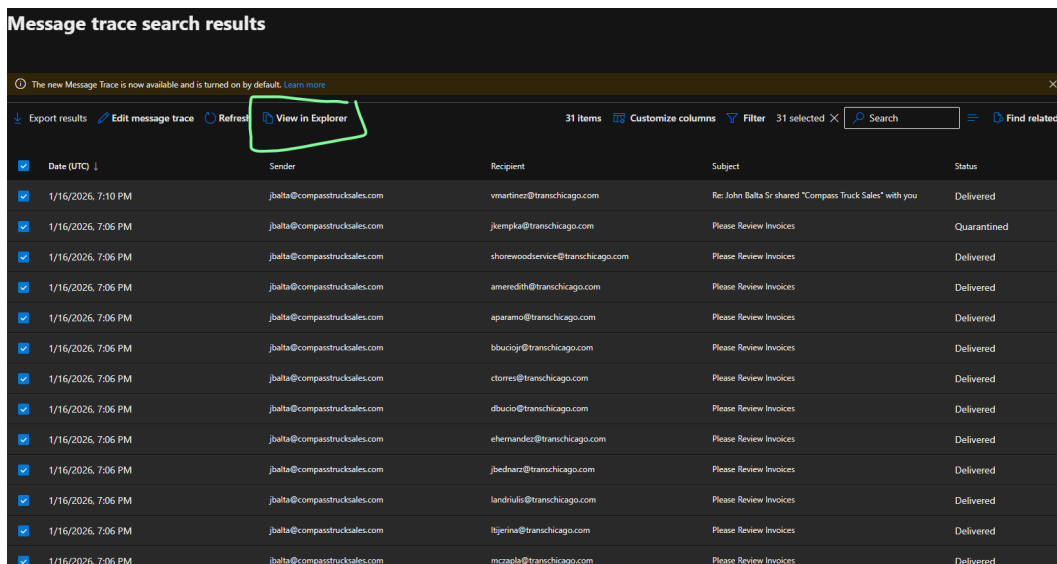 Message trace search results
The new Message Trace is now available and is turned on by default. Learn more
Export results Edit message trace Refresh View in Explorer 31 items Customize columns Filter 31 selected Search Find related
Date (UTC) ↓ Sender Recipient Subject Status
1/16/2026, 7:10 PM jbalta@compasstrucksales.com vmartinez@transchicago.com Re: John Balta Sr shared "Compass Truck Sales" with you Delivered
1/16/2026, 7:06 PM jbalta@compasstrucksales.com jkempka@transchicago.com Please Review Invoices Quarantined
1/16/2026, 7:06 PM jbalta@compasstrucksales.com shorewoodservice@transchicago.com Please Review Invoices Delivered
1/16/2026, 7:06 PM jbalta@compasstrucksales.com ameredith@transchicago.com Please Review Invoices Delivered
1/16/2026, 7:06 PM jbalta@compasstrucksales.com aparamo@transchicago.com Please Review Invoices Delivered
1/16/2026, 7:06 PM jbalta@compasstrucksales.com bbuciojr@transchicago.com Please Review Invoices Delivered
1/16/2026, 7:06 PM jbalta@compasstrucksales.com ctorres@transchicago.com Please Review Invoices Delivered
1/16/2026, 7:06 PM jbalta@compasstrucksales.com dbucio@transchicago.com Please Review Invoices Delivered
1/16/2026, 7:06 PM jbalta@compasstrucksales.com ehernandez@transchicago.com Please Review Invoices Delivered
1/16/2026, 7:06 PM jbalta@compasstrucksales.com jbednarz@transchicago.com Please Review Invoices Delivered
1/16/2026, 7:06 PM jbalta@compasstrucksales.com landriulis@transchicago.com Please Review Invoices Delivered
1/16/2026, 7:06 PM jbalta@compasstrucksales.com ltijerina@transchicago.com Please Review Invoices Delivered
1/16/2026, 7:06 PM jbalta@compasstrucksales.com mczapla@transchicago.com Please Review Invoices Delivered